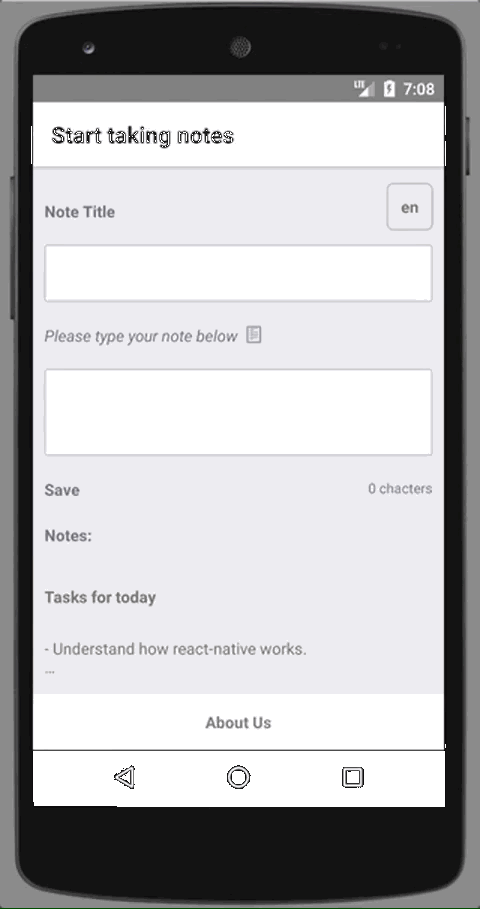 LTE 7:08
Start taking notes
Note Title en
Please type your note below
Save 0 chacters
Notes:
Tasks for today
- Understand how react-native works.
...
About Us